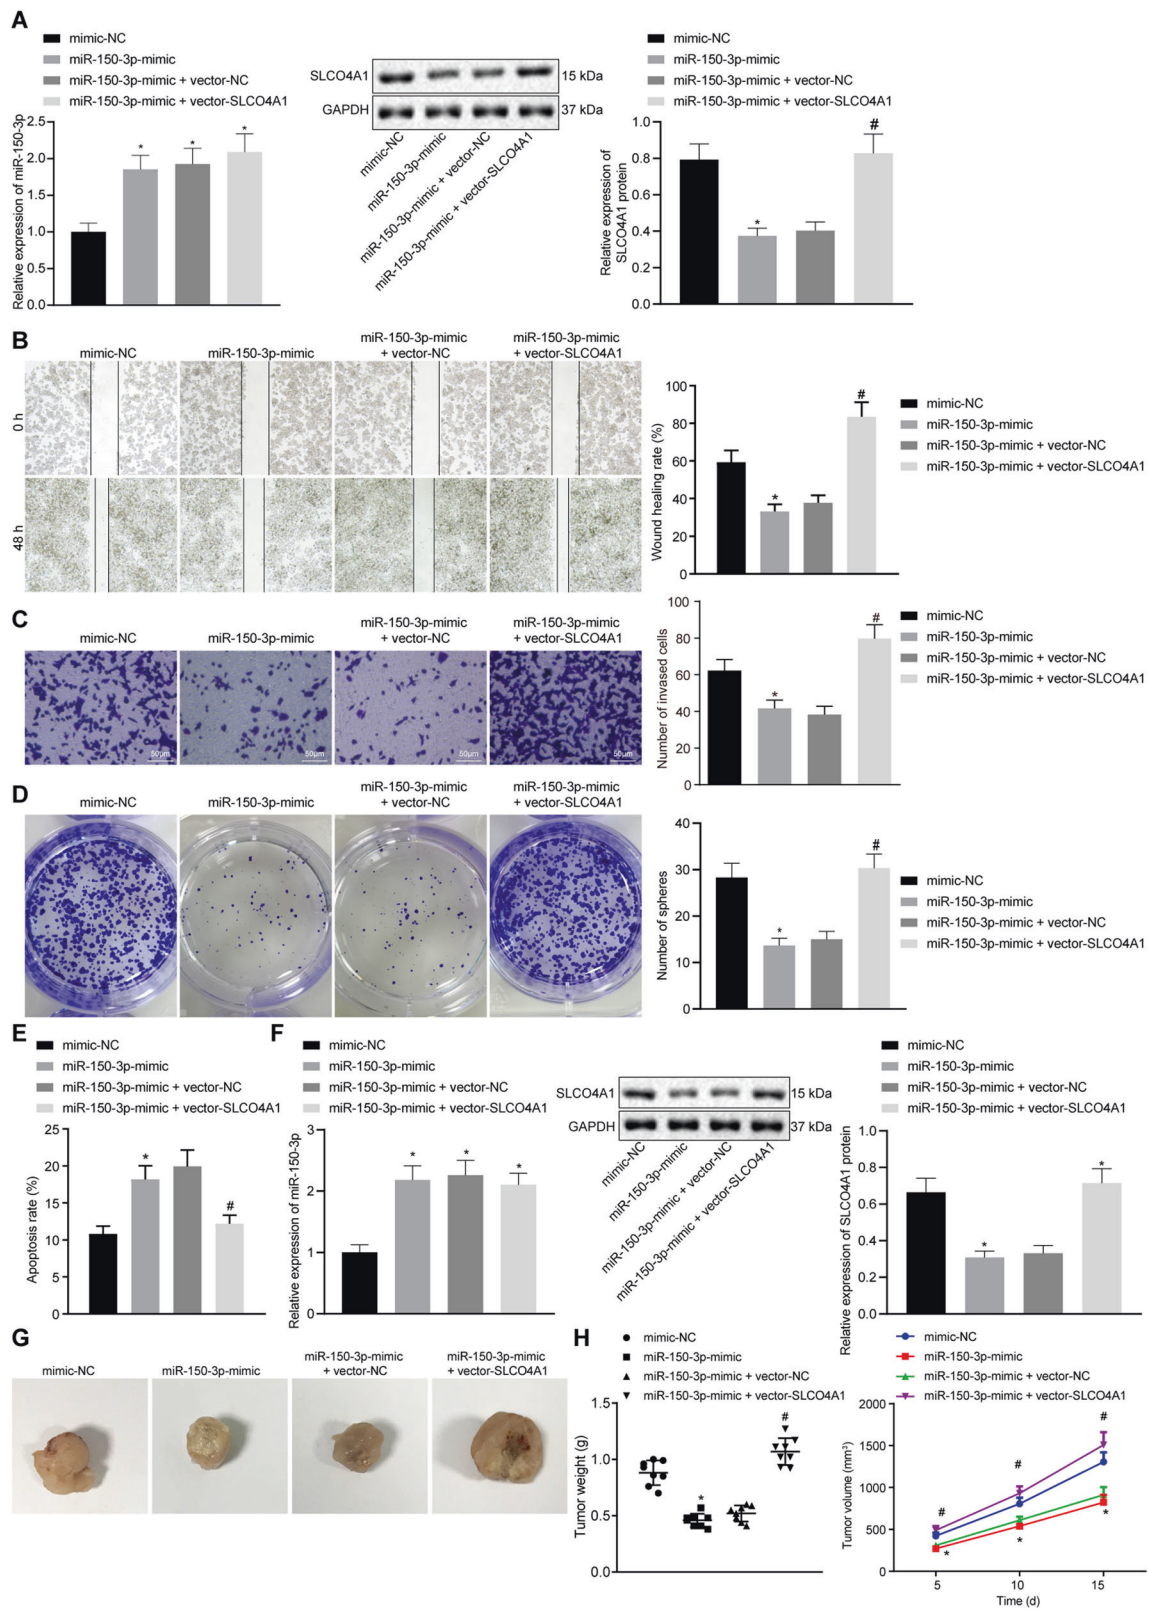 A
mimic-NC
miR-150-3p-mimic
miR-150-3p-mimic + vector-NC
miR-150-3p-mimic + vector-SLCO4A1
Relative expression of miR-150-3p
2.5
2.0
1.5
1.0
0.5
0.0
*
*
*
SLCO4A1
15 kDa
GAPDH
37 kDa
mimic-NC
miR-150-3p-mimic
miR-150-3p-mimic + vector-NC
miR-150-3p-mimic + vector-SLCO4A1
mimic-NC
miR-150-3p-mimic
miR-150-3p-mimic + vector-NC
miR-150-3p-mimic + vector-SLCO4A1
Relative expression of
SLCO4A1 protein
1.0
0.8
0.6
0.4
0.2
0.0
*
#
B
mimic-NC
miR-150-3p-mimic
miR-150-3p-mimic
+ vector-NC
miR-150-3p-mimic
+ vector-SLCO4A1
0 h
48 h
Wound healing rate (%)
100
80
60
40
20
0
*
#
mimic-NC
miR-150-3p-mimic
miR-150-3p-mimic + vector-NC
miR-150-3p-mimic + vector-SLCO4A1
C
mimic-NC
miR-150-3p-mimic
miR-150-3p-mimic
+ vector-NC
miR-150-3p-mimic
+ vector-SLCO4A1
50μm
50μm
50μm
50μm
Number of invased cells
100
80
60
40
20
0
*
#
mimic-NC
miR-150-3p-mimic
miR-150-3p-mimic + vector-NC
miR-150-3p-mimic + vector-SLCO4A1
D
mimic-NC
miR-150-3p-mimic
miR-150-3p-mimic
+ vector-NC
miR-150-3p-mimic
+ vector-SLCO4A1
Number of spheres
40
30
20
10
0
*
#
mimic-NC
miR-150-3p-mimic
miR-150-3p-mimic + vector-NC
miR-150-3p-mimic + vector-SLCO4A1
E
mimic-NC
miR-150-3p-mimic
miR-150-3p-mimic + vector-NC
miR-150-3p-mimic + vector-SLCO4A1
Apoptosis rate (%)
25
20
15
10
5
0
*
#
F
mimic-NC
miR-150-3p-mimic
miR-150-3p-mimic + vector-NC
miR-150-3p-mimic + vector-SLCO4A1
Relative expression of miR-150-3p
3
2
1
0
*
*
*
SLCO4A1
15 kDa
GAPDH
37 kDa
mimic-NC
miR-150-3p-mimic
miR-150-3p-mimic + vector-NC
miR-150-3p-mimic + vector-SLCO4A1
mimic-NC
miR-150-3p-mimic
miR-150-3p-mimic + vector-NC
miR-150-3p-mimic + vector-SLCO4A1
Relative expression of SLCO4A1 protein
1.0
0.8
0.6
0.4
0.2
0.0
*
*
G
mimic-NC
miR-150-3p-mimic
miR-150-3p-mimic
+ vector-NC
miR-150-3p-mimic
+ vector-SLCO4A1
H
mimic-NC
miR-150-3p-mimic
miR-150-3p-mimic + vector-NC
miR-150-3p-mimic + vector-SLCO4A1
Tumor weight (g)
1.5
1.0
0.5
0.0
*
#
mimic-NC
miR-150-3p-mimic
miR-150-3p-mimic + vector-NC
miR-150-3p-mimic + vector-SLCO4A1
Tumor volume (mm³)
2000
1500
1000
500
0
#
#
#
*
*
*
5
10
15
Time (d)